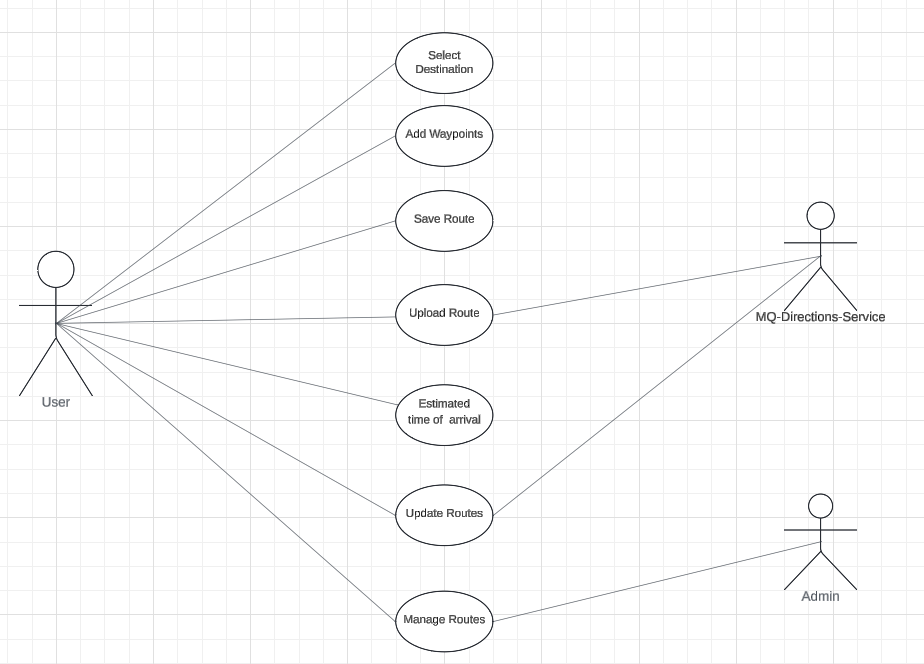 Select
Destination
Add Waypoints
Save Route
Upload Route
MQ-Directions-Service
User
Estimated
time of arrival
Update Routes
Admin
Manage Routes